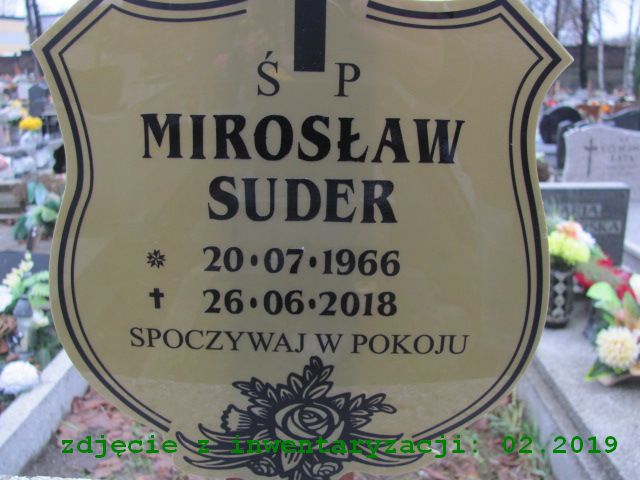 Ś P
MIROSŁAW
SUDER
20·07·1966
✝ 26·06·2018
SPOCZYWAJ W POKOJU
zdjęcie z inwentaryzacji: 02.2019